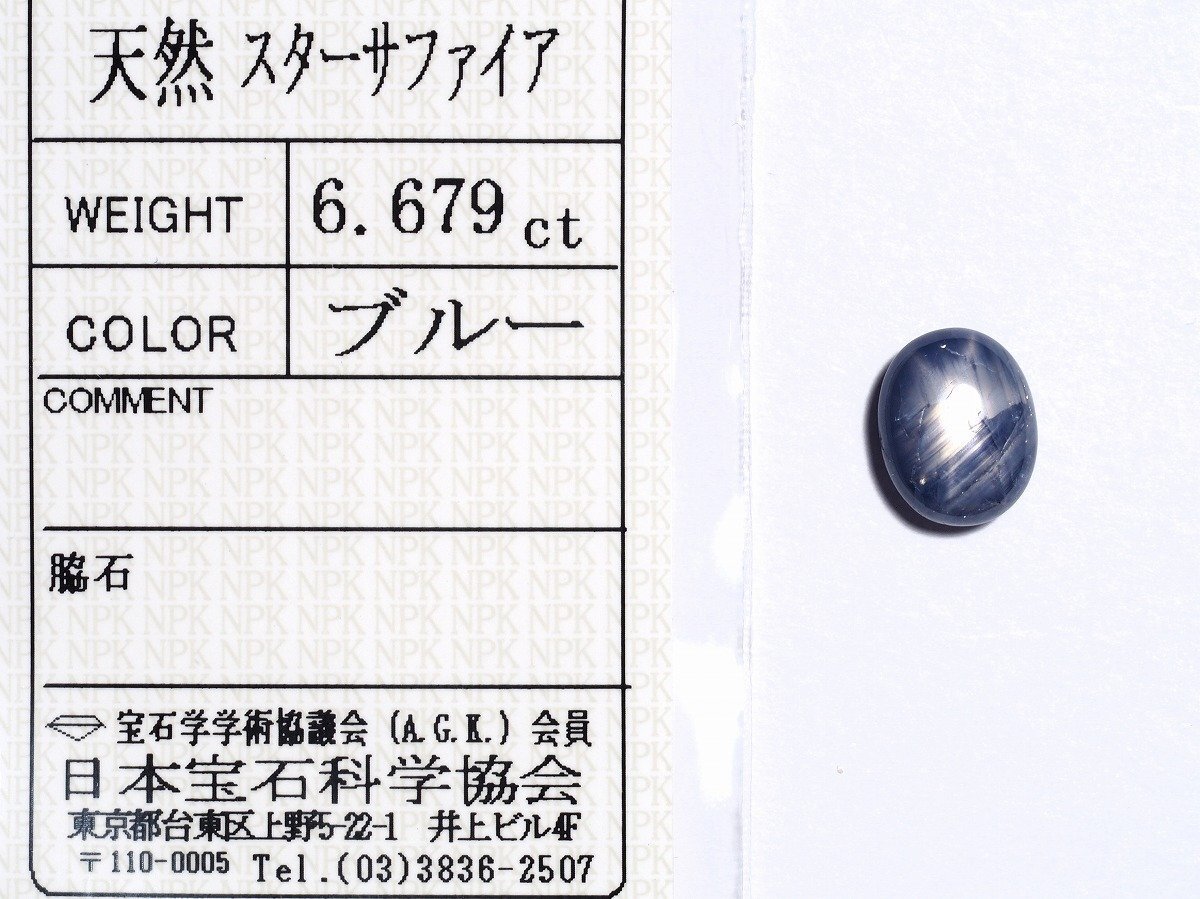 天然 スターサファイア
WEIGHT 6.679 ct
COLOR ブルー
COMMENT
脇石
宝石学学術協議会 (A.G.K.) 会員
日本宝石科学協会
東京都台東区上野5-22-1 井上ビル4F
〒110-0005 Tel.(03)3836-2507